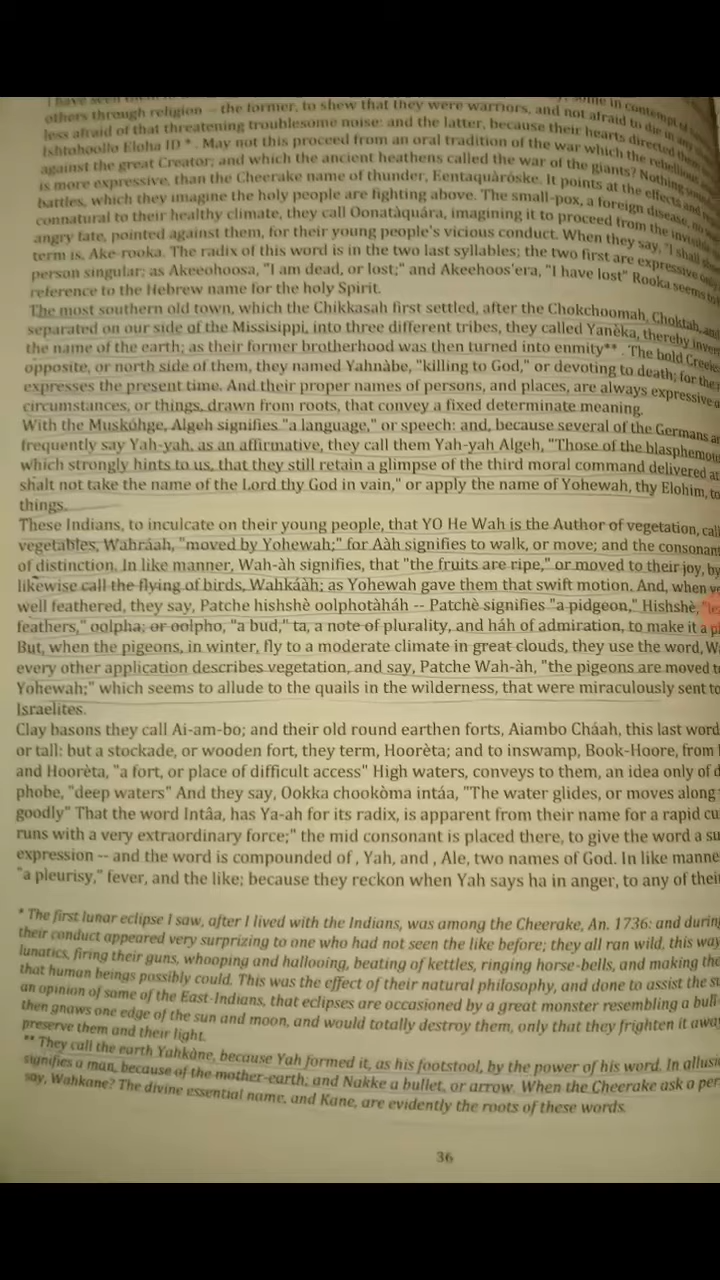 others through religion -- the former, to shew that they were warriors, and not afraid to die in any
less afraid of that threatening troublesome noise: and the latter, because their hearts directed them
Ishtohoollo Eloha ID * . May not this proceed from an oral tradition of the war which the rebellious
against the great Creator; and which the ancient heathens called the war of the giants? Nothing
is more expressive, than the Cheerake name of thunder, Eentaquàróske. It points at the effects and
battles, which they imagine the holy people are fighting above. The small-pox, a foreign disease, no
connatural to their healthy climate, they call Oonatàquára, imagining it to proceed from the invisible
angry fate, pointed against them, for their young people's vicious conduct. When they say, "I shall
term is, Ake-rooka. The radix of this word is in the two last syllables; the two first are expressive only
person singular; as Akeeohoosa, "I am dead, or lost;" and Akeehoos'era, "I have lost" Rooka seems to
reference to the Hebrew name for the holy Spirit.
The most southern old town, which the Chikkasah first settled, after the Chokchoomah, Choktah, and
separated on our side of the Missisippi, into three different tribes, they called Yanèka, thereby
the name of the earth; as their former brotherhood was then turned into enmity** . The bold
opposite, or north side of them, they named Yahnàbe, "killing to God," or devoting to death; for
expresses the present time. And their proper names of persons, and places, are always expressive
circumstances, or things, drawn from roots, that convey a fixed determinate meaning.
With the Muskóhge, Algeh signifies "a language," or speech: and, because several of the Germans
frequently say Yah-yah, as an affirmative, they call them Yah-yah Algeh, "Those of the
which strongly hints to us, that they still retain a glimpse of the third moral command delivered at
shalt not take the name of the Lord thy God in vain," or apply the name of Yohewah, thy Elohim, to
things.
These Indians, to inculcate on their young people, that YO He Wah is the Author of vegetation,
vegetables, Wahráah, "moved by Yohewah;" for Aàh signifies to walk, or move; and the consonant
of distinction. In like manner, Wah-àh signifies, that "the fruits are ripe," or moved to their joy, by
likewise call the flying of birds, Wahkáàh; as Yohewah gave them that swift motion. And, when
well feathered, they say, Patche hishshè oolphotàháh -- Patchè signifies "a pidgeon," Hishshè,
feathers," oolpha; or oolpho, "a bud," ta, a note of plurality, and háh of admiration, to make it a
But, when the pigeons, in winter, fly to a moderate climate in great clouds, they use the word,
every other application describes vegetation, and say, Patche Wah-àh, "the pigeons are moved
Yohewah;" which seems to allude to the quails in the wilderness, that were miraculously sent to
Israelites.
Clay basons they call Ai-am-bo; and their old round earthen forts, Aiambo Cháah, this last word
or tall: but a stockade, or wooden fort, they term, Hoorèta; and to inswamp, Book-Hoore, from
and Hoorèta, "a fort, or place of difficult access" High waters, conveys to them, an idea only of
phobe, "deep waters" And they say, Ookka chookòma intáa, "The water glides, or moves along
goodly" That the word Intâa, has Ya-ah for its radix, is apparent from their name for a rapid
runs with a very extraordinary force;" the mid consonant is placed there, to give the word a
expression -- and the word is compounded of , Yah, and , Ale, two names of God. In like
"a pleurisy," fever, and the like; because they reckon when Yah says ha in anger, to any of
* The first lunar eclipse I saw, after I lived with the Indians, was among the Cheerake, An. 1736: and
their conduct appeared very surprizing to one who had not seen the like before; they all ran wild, this way
lunatics, firing their guns, whooping and hallooing, beating of kettles, ringing horse-bells, and making the
that human beings possibly could. This was the effect of their natural philosophy, and done to assist the
an opinion of some of the East-Indians, that eclipses are occasioned by a great monster resembling a
then gnaws one edge of the sun and moon, and would totally destroy them, only that they frighten it away
preserve them and their light.
** They call the earth Yahkàne, because Yah formed it, as his footstool, by the power of his word. In
signifies a man, because of the mother-earth; and Nakke a bullet, or arrow. When the Cheerake ask a
say, Wahkane? The divine essential name, and Kane, are evidently the roots of these words.
36